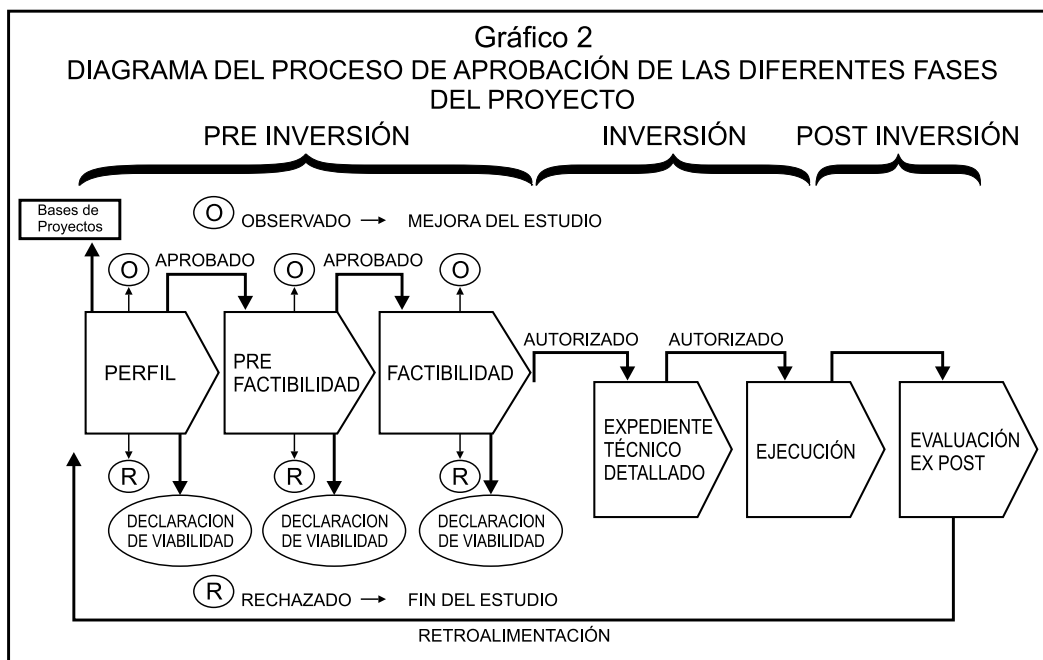 Gráfico 2
DIAGRAMA DEL PROCESO DE APROBACIÓN DE LAS DIFERENTES FASES
DEL PROYECTO
PRE INVERSIÓN
INVERSIÓN
POST INVERSIÓN
Bases de
Proyectos
O OBSERVADO → MEJORA DEL ESTUDIO
O
APROBADO
O
APROBADO
O
PERFIL
PRE
FACTIBILIDAD
FACTIBILIDAD
AUTORIZADO
AUTORIZADO
EXPEDIENTE
TÉCNICO
DETALLADO
EJECUCIÓN
EVALUACIÓN
EX POST
R
R
R
DECLARACION
DE VIABILIDAD
DECLARACION
DE VIABILIDAD
DECLARACION
DE VIABILIDAD
R RECHAZADO → FIN DEL ESTUDIO
RETROALIMENTACIÓN